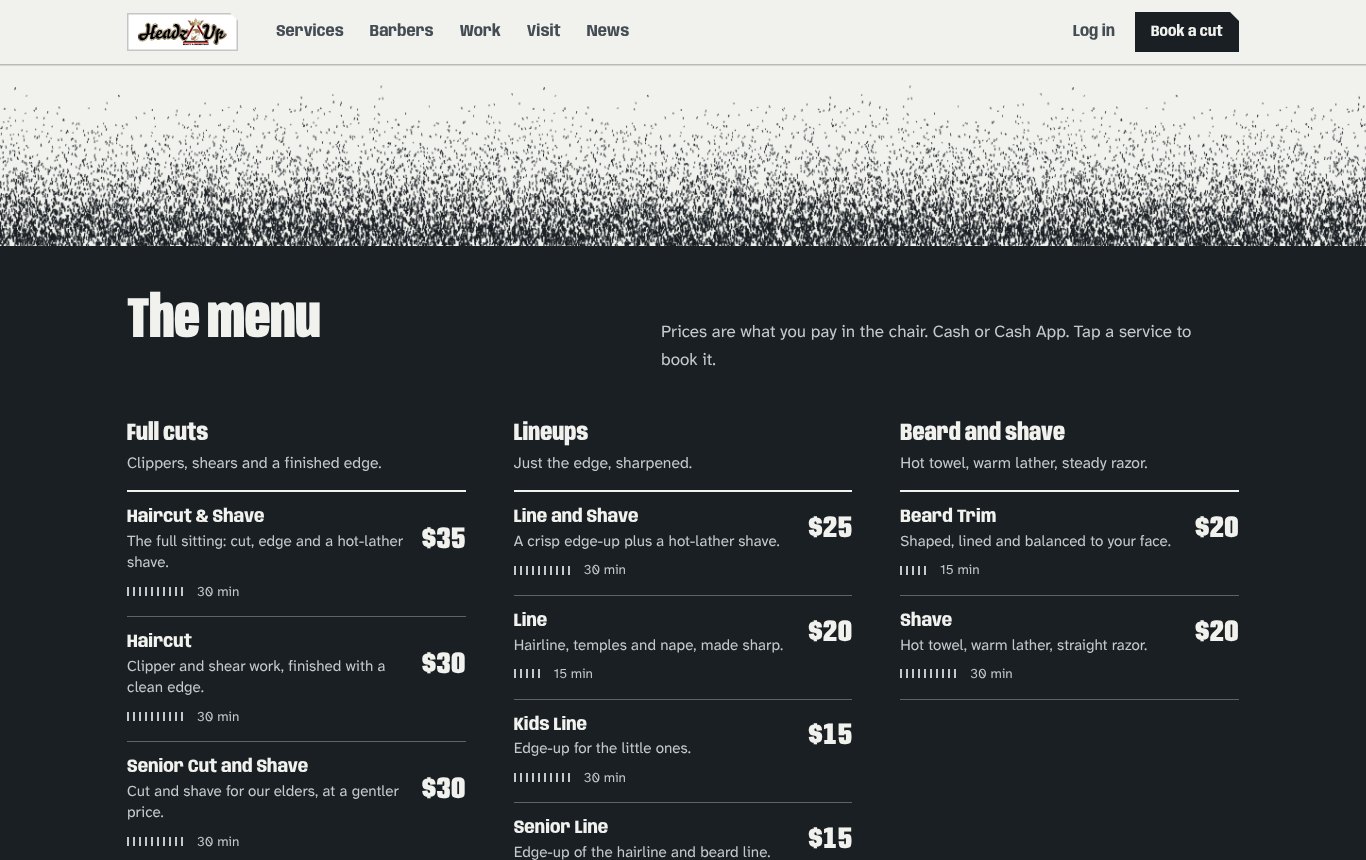 Headz Up
Services
Barbers
Work
Visit
News
Log in
Book a cut
The menu
Prices are what you pay in the chair. Cash or Cash App. Tap a service to
book it.
Full cuts
Clippers, shears and a finished edge.
Haircut & Shave
The full sitting: cut, edge and a hot-lather
shave.
$35
30 min
Haircut
Clipper and shear work, finished with a
clean edge.
$30
30 min
Senior Cut and Shave
Cut and shave for our elders, at a gentler
price.
$30
30 min
Lineups
Just the edge, sharpened.
Line and Shave
A crisp edge-up plus a hot-lather shave.
$25
30 min
Line
Hairline, temples and nape, made sharp.
$20
15 min
Kids Line
Edge-up for the little ones.
$15
30 min
Senior Line
Edge-up of the hairline and beard line.
$15
Beard and shave
Hot towel, warm lather, steady razor.
Beard Trim
Shaped, lined and balanced to your face.
$20
15 min
Shave
Hot towel, warm lather, straight razor.
$20
30 min